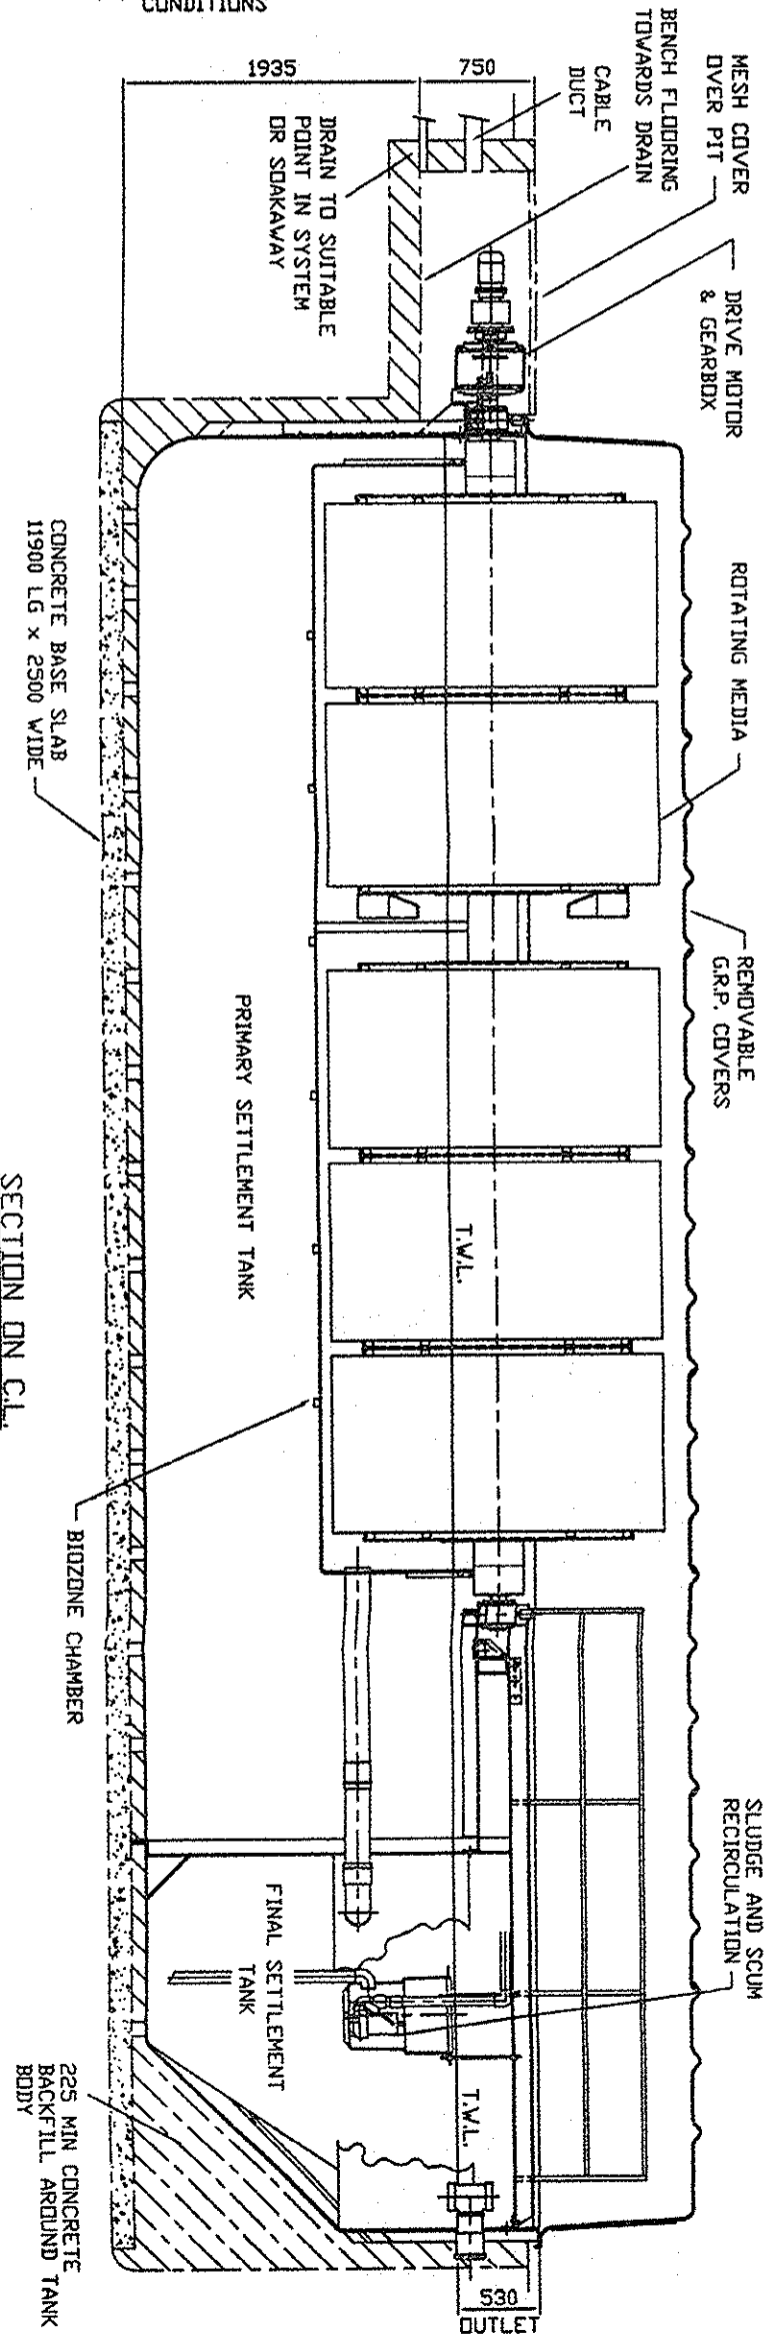 CONDITIONS
1935
750
MESH COVER
OVER PIT
BENCH FLOORING
TOWARDS DRAIN
CABLE
DUCT
DRAIN TO SUITABLE
POINT IN SYSTEM
OR SOAKAWAY
DRIVE MOTOR
& GEARBOX
ROTATING MEDIA
REMOVABLE
G.R.P. COVERS
CONCRETE BASE SLAB
11900 LG x 2500 WIDE
PRIMARY SETTLEMENT TANK
T.W.L.
SECTION ON C.L.
BIOZONE CHAMBER
SLUDGE AND SCUM
RECIRCULATION
FINAL SETTLEMENT
TANK
T.W.L.
225 MIN CONCRETE
BACKFILL AROUND TANK
BODY
530
OUTLET